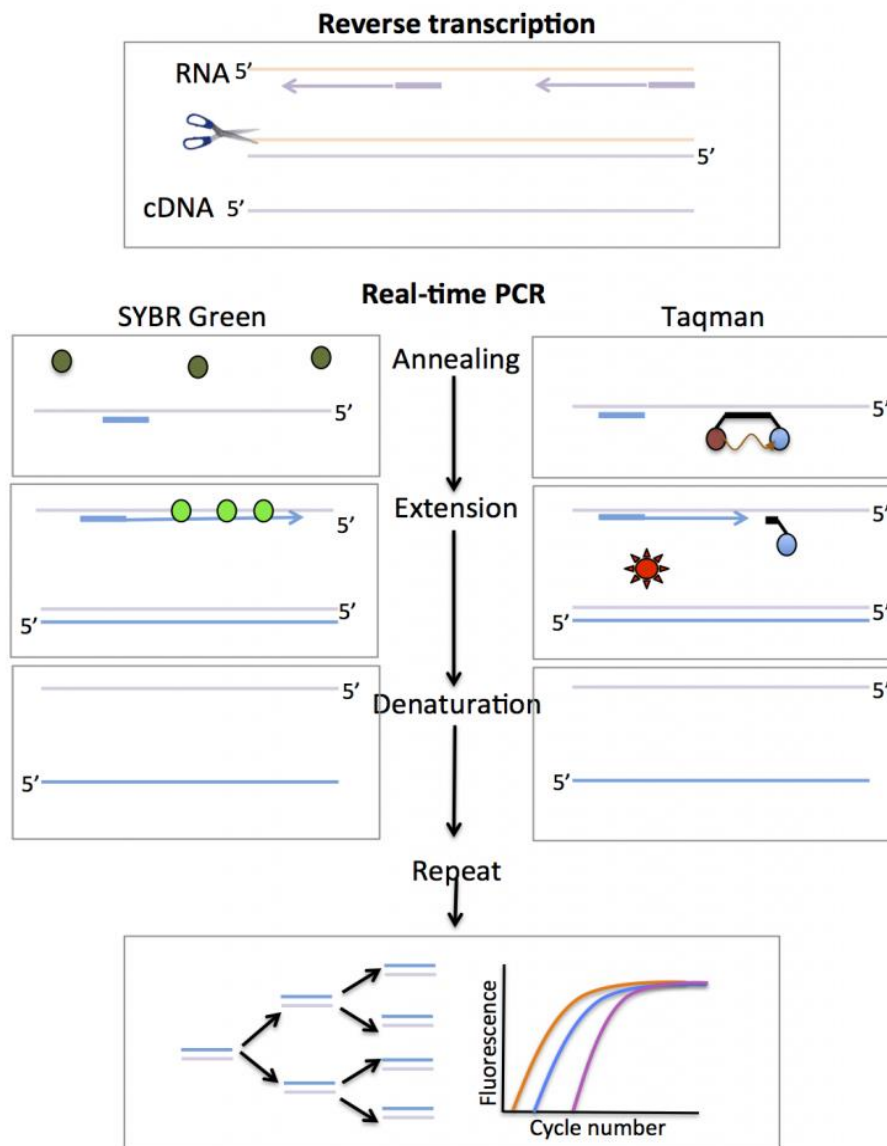 Reverse transcription
RNA 5’
5’
cDNA 5’
Real-time PCR
SYBR Green
Taqman
Annealing
5’
5’
Extension
5’
5’
5’
5’
5’
5’
Denaturation
5’
5’
5’
5’
Repeat
Fluorescence
Cycle number